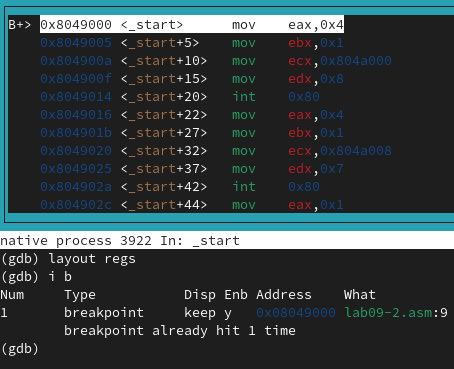 B+> 0x8049000 <_start> mov eax,0x4
0x8049005 <_start+5> mov ebx,0x1
0x804900a <_start+10> mov ecx,0x804a000
0x804900f <_start+15> mov edx,0x8
0x8049014 <_start+20> int 0x80
0x8049016 <_start+22> mov eax,0x4
0x804901b <_start+27> mov ebx,0x1
0x8049020 <_start+32> mov ecx,0x804a008
0x8049025 <_start+37> mov edx,0x7
0x804902a <_start+42> int 0x80
0x804902c <_start+44> mov eax,0x1
native process 3922 In: _start
(gdb) layout regs
(gdb) i b
Num Type Disp Enb Address What
1 breakpoint keep y 0x08049000 lab09-2.asm:9
breakpoint already hit 1 time
(gdb)